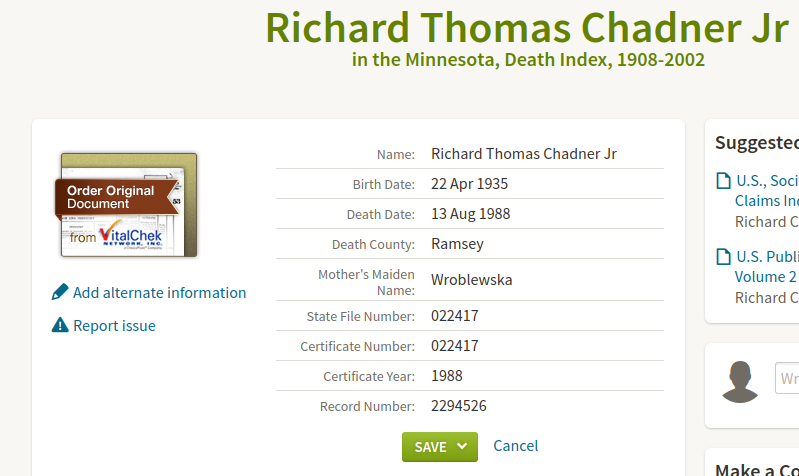 Richard Thomas Chadner Jr
in the Minnesota, Death Index, 1908-2002
Order Original
Document
from VitalChek
NETWORK, INC.
Add alternate information
Report issue
Name: Richard Thomas Chadner Jr
Birth Date: 22 Apr 1935
Death Date: 13 Aug 1988
Death County: Ramsey
Mother's Maiden
Name: Wroblewska
State File Number: 022417
Certificate Number: 022417
Certificate Year: 1988
Record Number: 2294526
SAVE
Cancel
Suggested
U.S., Soci
Claims Ind
Richard C
U.S. Publi
Volume 2
Richard C
Wr
Make a Co